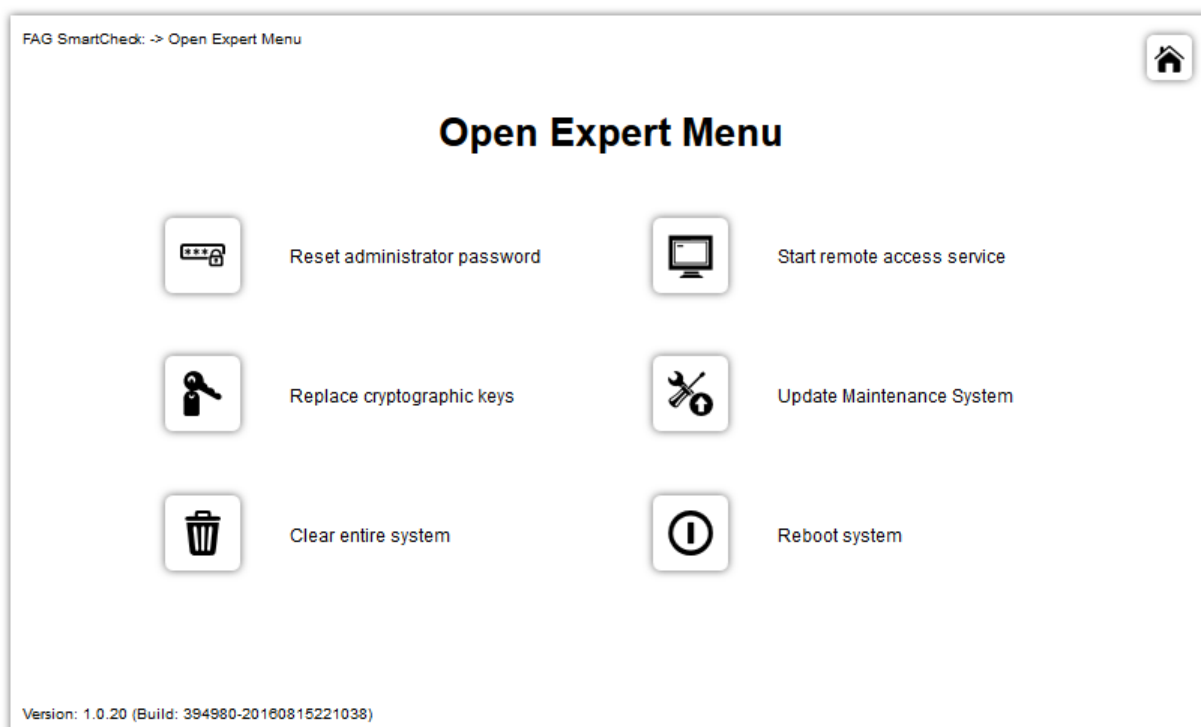 FAG SmartCheck: -> Open Expert Menu
Open Expert Menu
***
Reset administrator password
Start remote access service
Replace cryptographic keys
Update Maintenance System
Clear entire system
Reboot system
Version: 1.0.20 (Build: 394980-20160815221038)